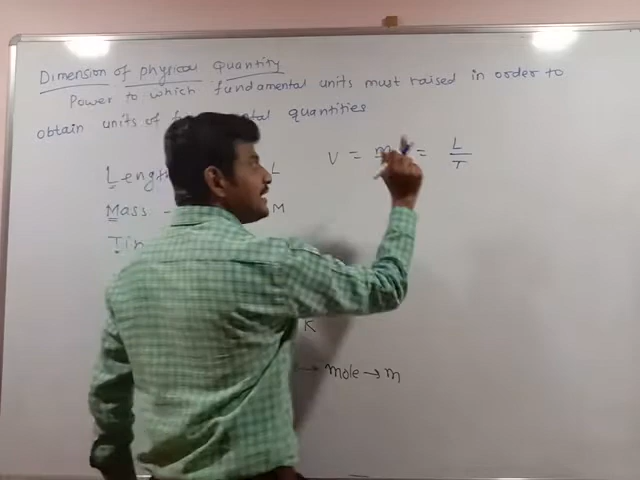 Dimension of physical Quantity
Power to which fundamental units must raised in order to
obtain units of quantities
V = m = L / T
Length L
Mass - M
K
→ mole → m